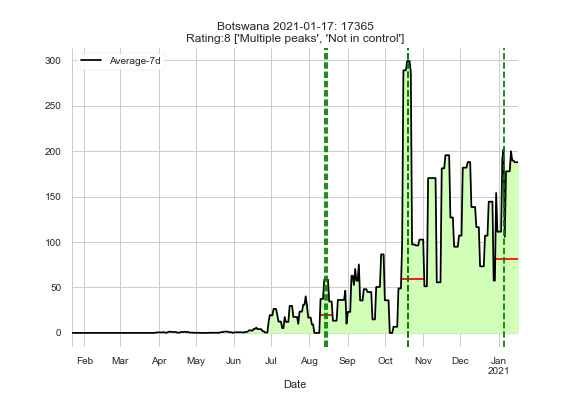 Botswana 2021-01-17: 17365
Rating:8 ['Multiple peaks', 'Not in control']
Average-7d
300
250
200
150
100
50
0
Feb Mar Apr May Jun Jul Aug Sep Oct Nov Dec Jan
2021
Date